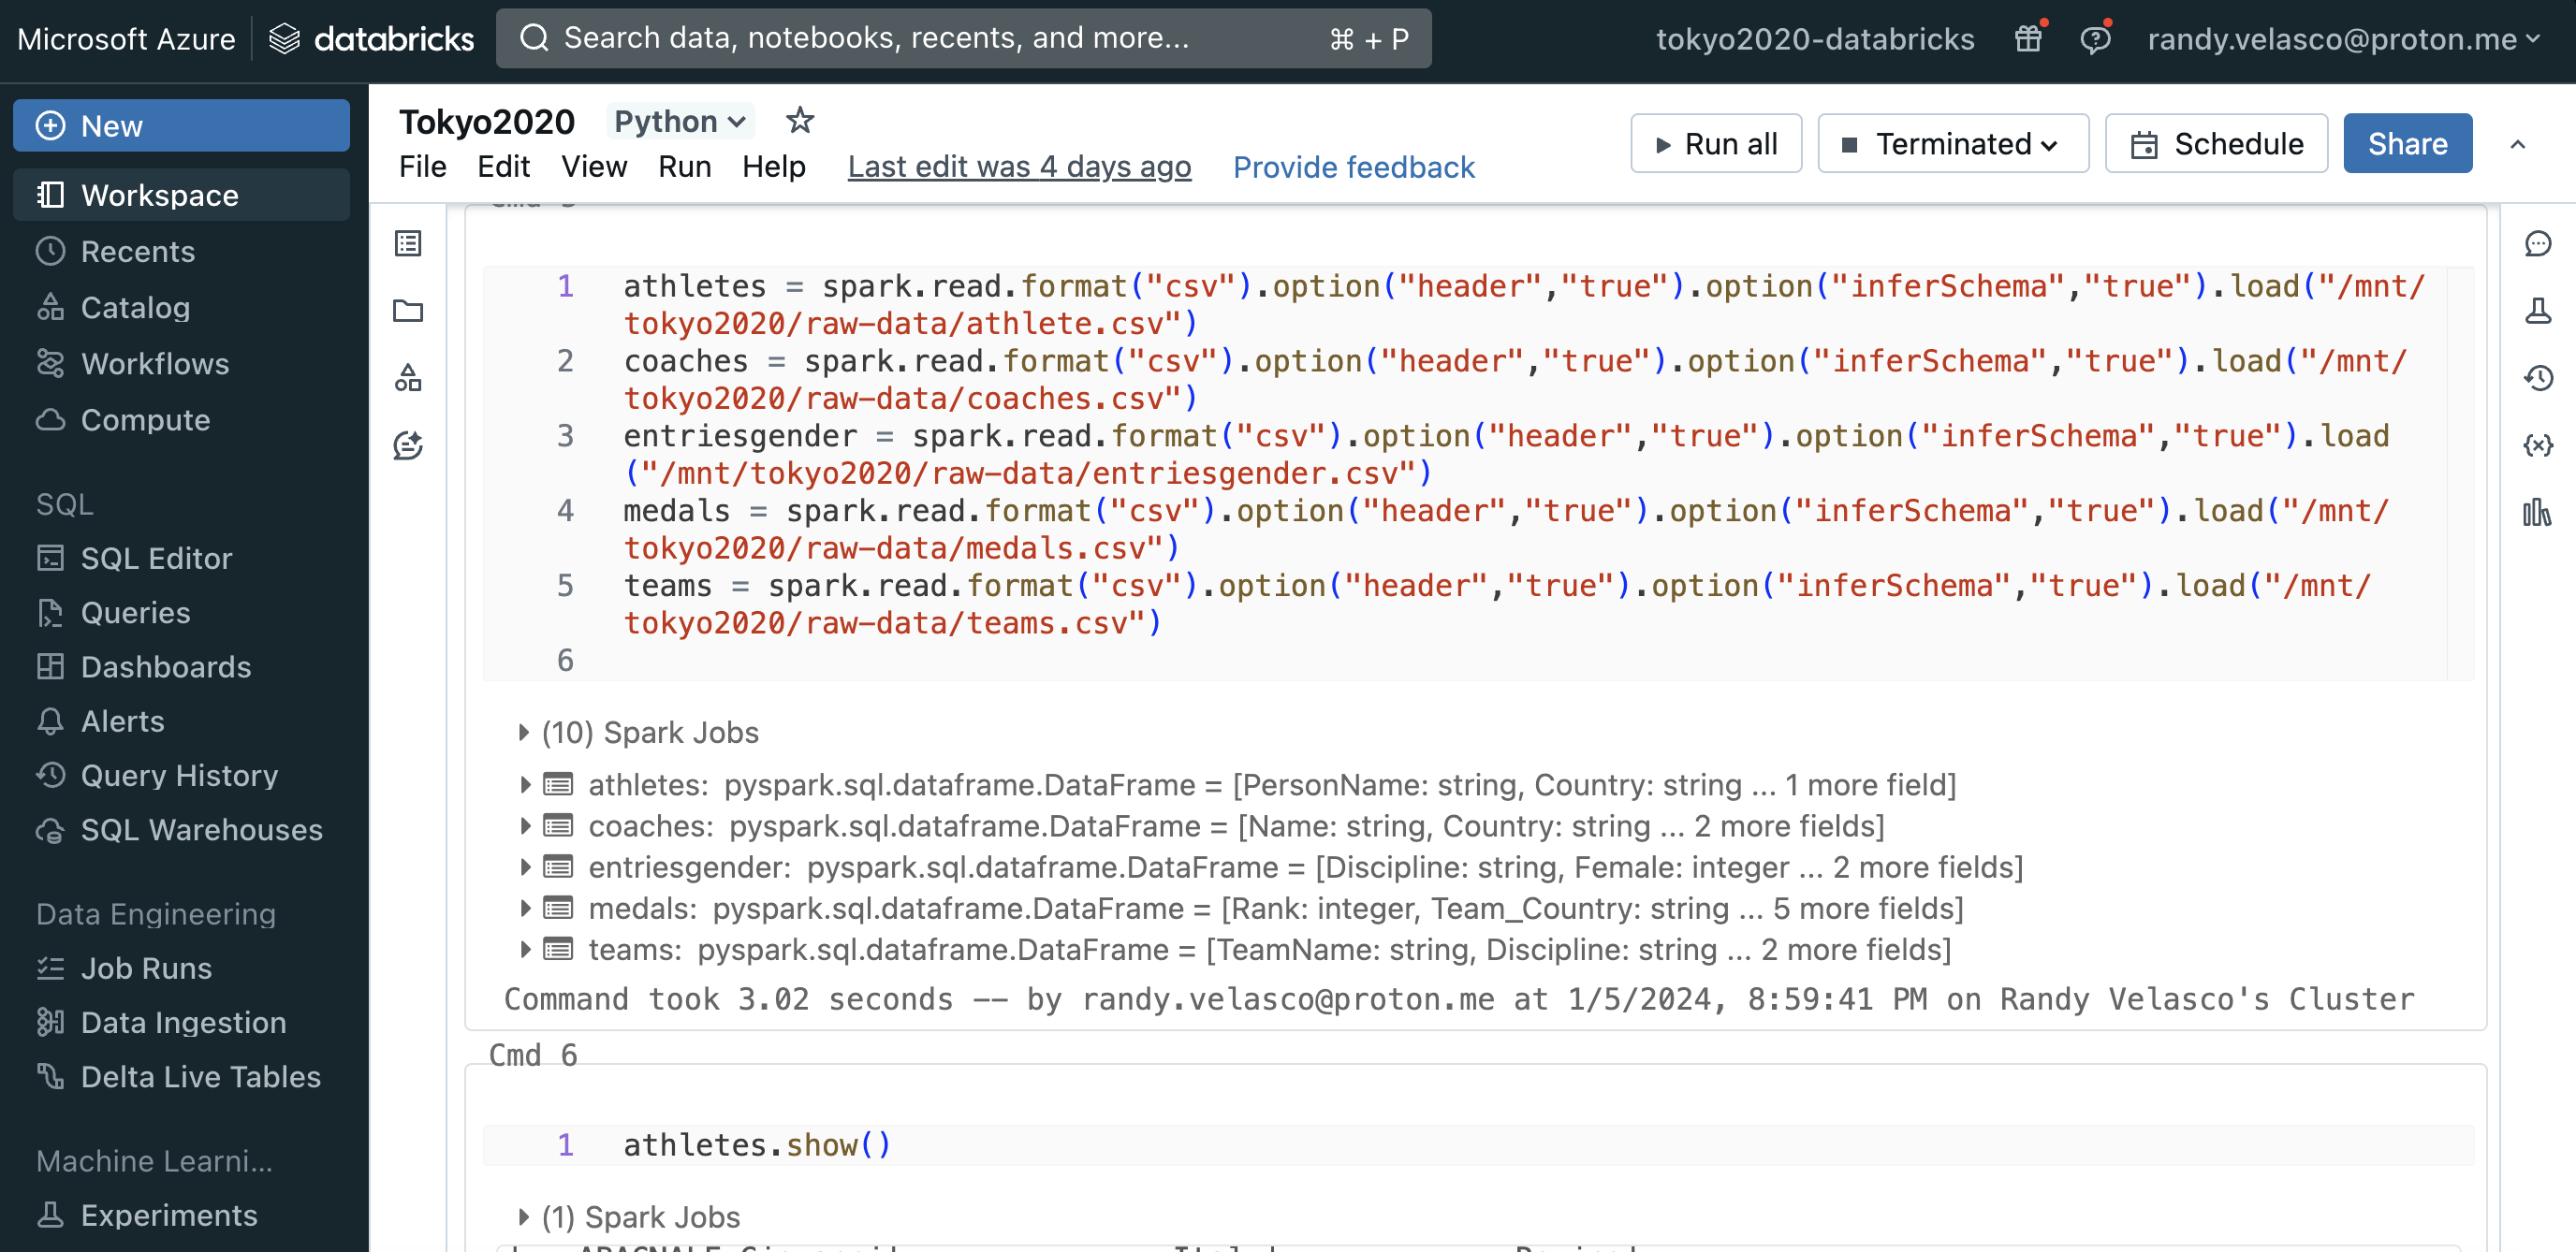 Microsoft Azure databricks Search data, notebooks, recents, and more... ⌘ + P tokyo2020-databricks randy.velasco@proton.me
New
Workspace
Recents
Catalog
Workflows
Compute
SQL
SQL Editor
Queries
Dashboards
Alerts
Query History
SQL Warehouses
Data Engineering
Job Runs
Data Ingestion
Delta Live Tables
Machine Learni...
Experiments
Tokyo2020 Python
File Edit View Run Help Last edit was 4 days ago Provide feedback
Run all Terminated Schedule Share
1 athletes = spark.read.format("csv").option("header","true").option("inferSchema","true").load("/mnt/
tokyo2020/raw-data/athlete.csv")
2 coaches = spark.read.format("csv").option("header","true").option("inferSchema","true").load("/mnt/
tokyo2020/raw-data/coaches.csv")
3 entriesgender = spark.read.format("csv").option("header","true").option("inferSchema","true").load
("/mnt/tokyo2020/raw-data/entriesgender.csv")
4 medals = spark.read.format("csv").option("header","true").option("inferSchema","true").load("/mnt/
tokyo2020/raw-data/medals.csv")
5 teams = spark.read.format("csv").option("header","true").option("inferSchema","true").load("/mnt/
tokyo2020/raw-data/teams.csv")
6
(10) Spark Jobs
athletes: pyspark.sql.dataframe.DataFrame = [PersonName: string, Country: string ... 1 more field]
coaches: pyspark.sql.dataframe.DataFrame = [Name: string, Country: string ... 2 more fields]
entriesgender: pyspark.sql.dataframe.DataFrame = [Discipline: string, Female: integer ... 2 more fields]
medals: pyspark.sql.dataframe.DataFrame = [Rank: integer, Team_Country: string ... 5 more fields]
teams: pyspark.sql.dataframe.DataFrame = [TeamName: string, Discipline: string ... 2 more fields]
Command took 3.02 seconds -- by randy.velasco@proton.me at 1/5/2024, 8:59:41 PM on Randy Velasco's Cluster
Cmd 6
1 athletes.show()
(1) Spark Jobs